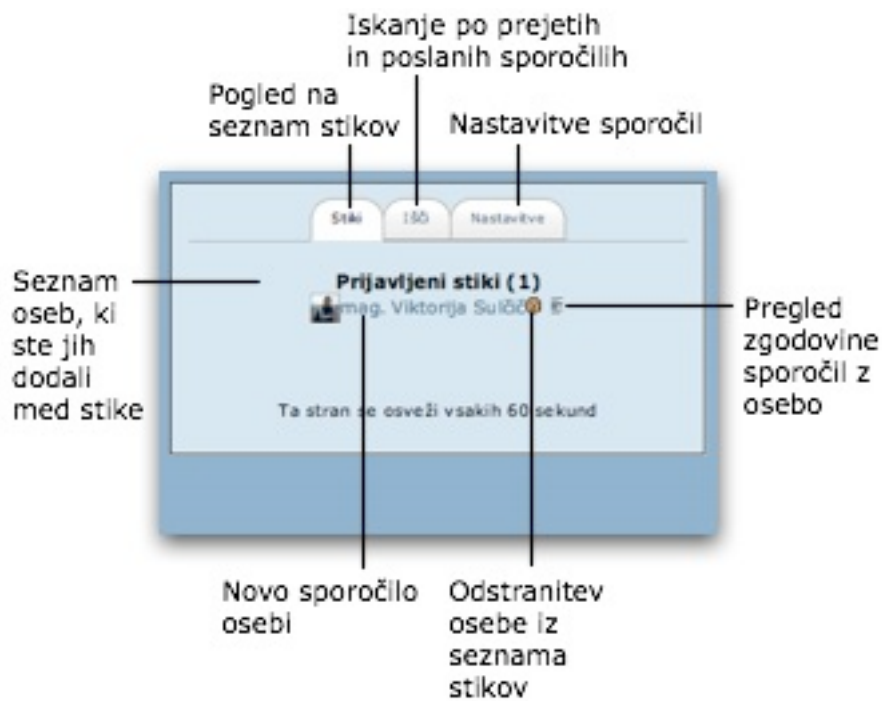 Iskanje po prejetih
in poslanih sporočilih
Pogled na
seznam stikov
Nastavitve sporočil
Stiki
Išči
Nastavitve
Seznam
oseb, ki
ste jih
dodali
med stike
Prijavljeni stiki (1)
mag. Viktorija Sulčič
Pregled
zgodovine
sporočil z
osebo
Ta stran se osveži vsakih 60 sekund
Novo sporočilo
osebi
Odstranitev
osebe iz
seznama
stikov